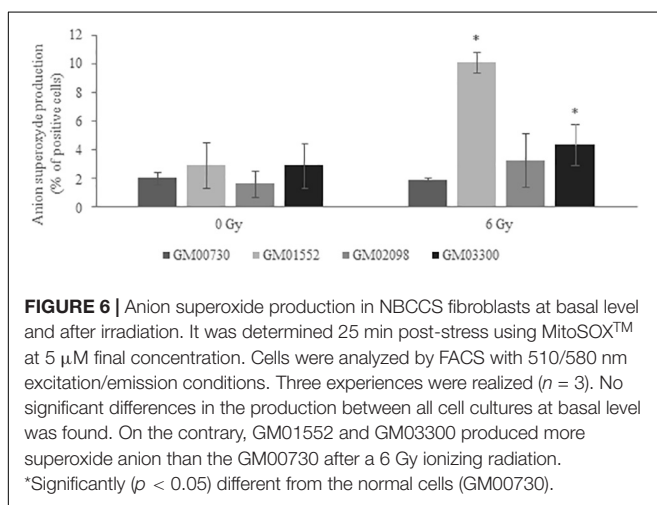 12
*
10
8
6
*
4
2
0
Anion superoxyde production
(% of positive cells)
0 Gy
6 Gy
GM00730
GM01552
GM02098
GM03300
FIGURE 6 | Anion superoxide production in NBCCS fibroblasts at basal level
and after irradiation. It was determined 25 min post-stress using MitoSOX™
at 5 μM final concentration. Cells were analyzed by FACS with 510/580 nm
excitation/emission conditions. Three experiences were realized (n = 3). No
significant differences in the production between all cell cultures at basal level
was found. On the contrary, GM01552 and GM03300 produced more
superoxide anion than the GM00730 after a 6 Gy ionizing radiation.
*Significantly (p < 0.05) different from the normal cells (GM00730).